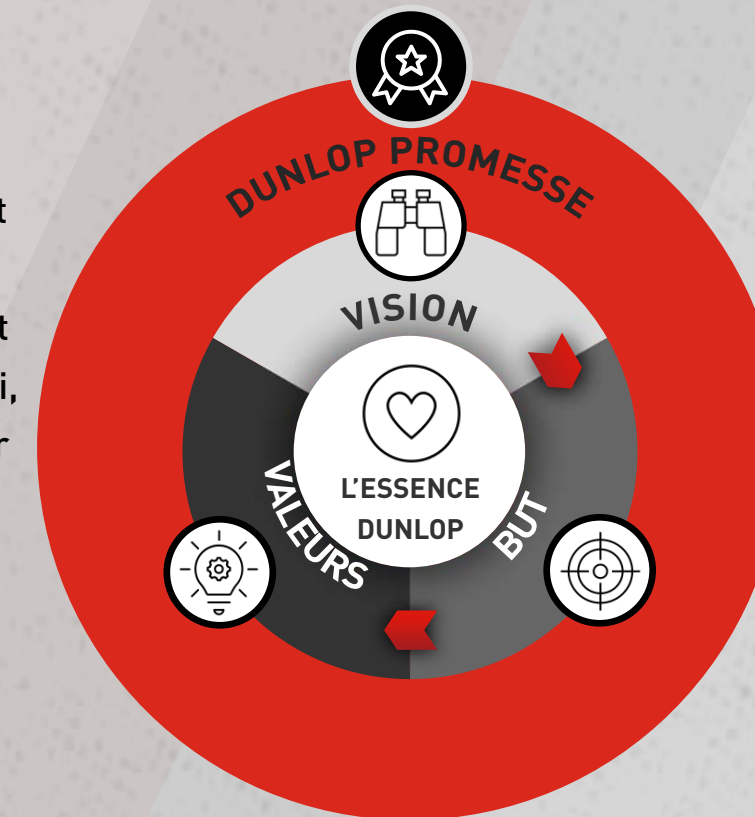 t
t
i,
r
DUNLOP PROMESSE
VISION
L'ESSENCE
DUNLOP
VALEURS
BUT